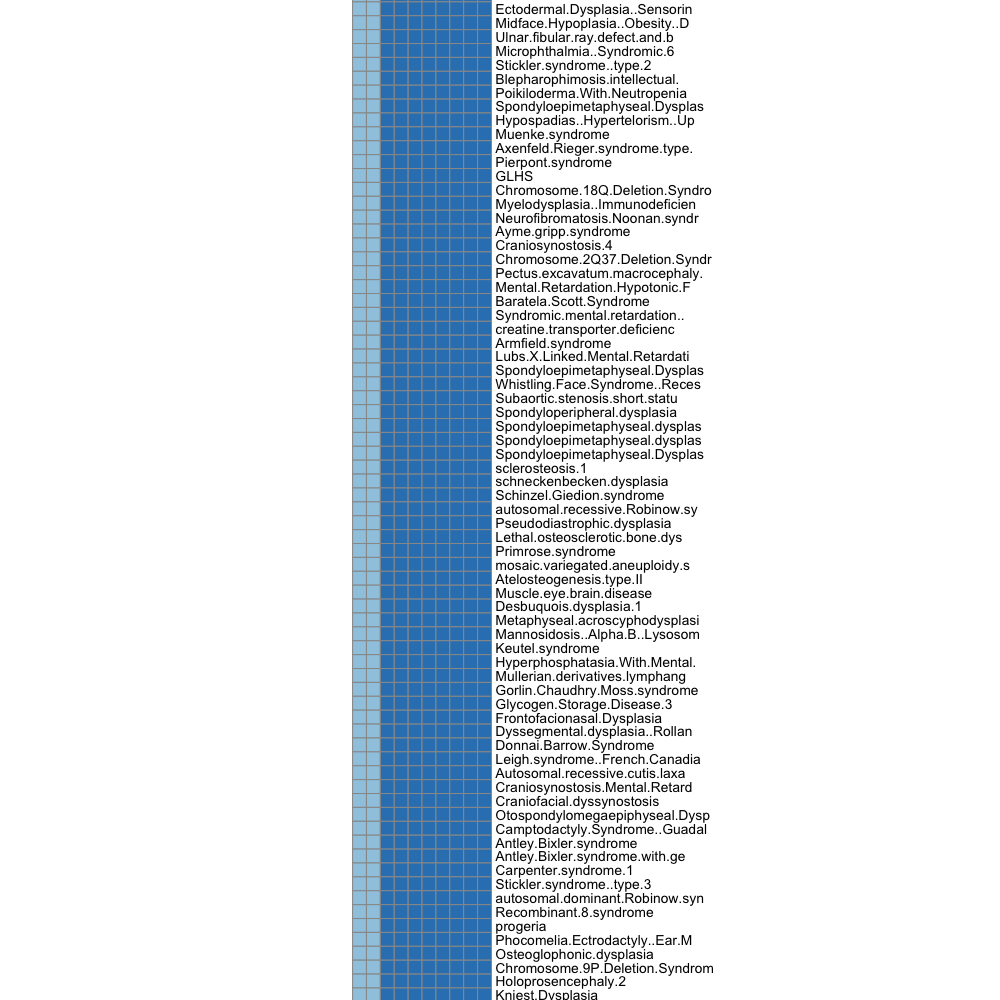 Ectodermal.Dysplasia..Sensorin
Midface.Hypoplasia..Obesity..D
Ulnar.fibular.ray.defect.and.b
Microphthalmia..Syndromic.6
Stickler.syndrome..type.2
Blepharophimosis.intellectual.
Poikiloderma.With.Neutropenia
Spondyloepimetaphyseal.Dysplas
Hypospadias..Hypertelorism..Up
Muenke.syndrome
Axenfeld.Rieger.syndrome.type.
Pierpont.syndrome
GLHS
Chromosome.18Q.Deletion.Syndro
Myelodysplasia..Immunodeficien
Neurofibromatosis.Noonan.syndr
Ayme.gripp.syndrome
Craniosynostosis.4
Chromosome.2Q37.Deletion.Syndr
Pectus.excavatum.macrocephaly.
Mental.Retardation.Hypotonic.F
Baratela.Scott.Syndrome
Syndromic.mental.retardation..
creatine.transporter.deficienc
Armfield.syndrome
Lubs.X.Linked.Mental.Retardati
Spondyloepimetaphyseal.Dysplas
Whistling.Face.Syndrome..Reces
Subaortic.stenosis.short.statu
Spondyloperipheral.dysplasia
Spondyloepimetaphyseal.dysplas
Spondyloepimetaphyseal.dysplas
Spondyloepimetaphyseal.Dysplas
sclerosteosis.1
schneckenbecken.dysplasia
Schinzel.Giedion.syndrome
autosomal.recessive.Robinow.sy
Pseudodiastrophic.dysplasia
Lethal.osteosclerotic.bone.dys
Primrose.syndrome
mosaic.variegated.aneuploidy.s
Atelosteogenesis.type.II
Muscle.eye.brain.disease
Desbuquois.dysplasia.1
Metaphyseal.acroscyphodysplasi
Mannosidosis..Alpha.B..Lysosom
Keutel.syndrome
Hyperphosphatasia.With.Mental.
Mullerian.derivatives.lymphang
Gorlin.Chaudhry.Moss.syndrome
Glycogen.Storage.Disease.3
Frontofacionasal.Dysplasia
Dyssegmental.dysplasia..Rollan
Donnai.Barrow.Syndrome
Leigh.syndrome..French.Canadia
Autosomal.recessive.cutis.laxa
Craniosynostosis.Mental.Retard
Craniofacial.dyssynostosis
Otospondylomegaepiphyseal.Dysp
Camptodactyly.Syndrome..Guadal
Antley.Bixler.syndrome
Antley.Bixler.syndrome.with.ge
Carpenter.syndrome.1
Stickler.syndrome..type.3
autosomal.dominant.Robinow.syn
Recombinant.8.syndrome
progeria
Phocomelia.Ectrodactyly..Ear.M
Osteoglophonic.dysplasia
Chromosome.9P.Deletion.Syndrom
Holoprosencephaly.2
Kniest.Dysplasia